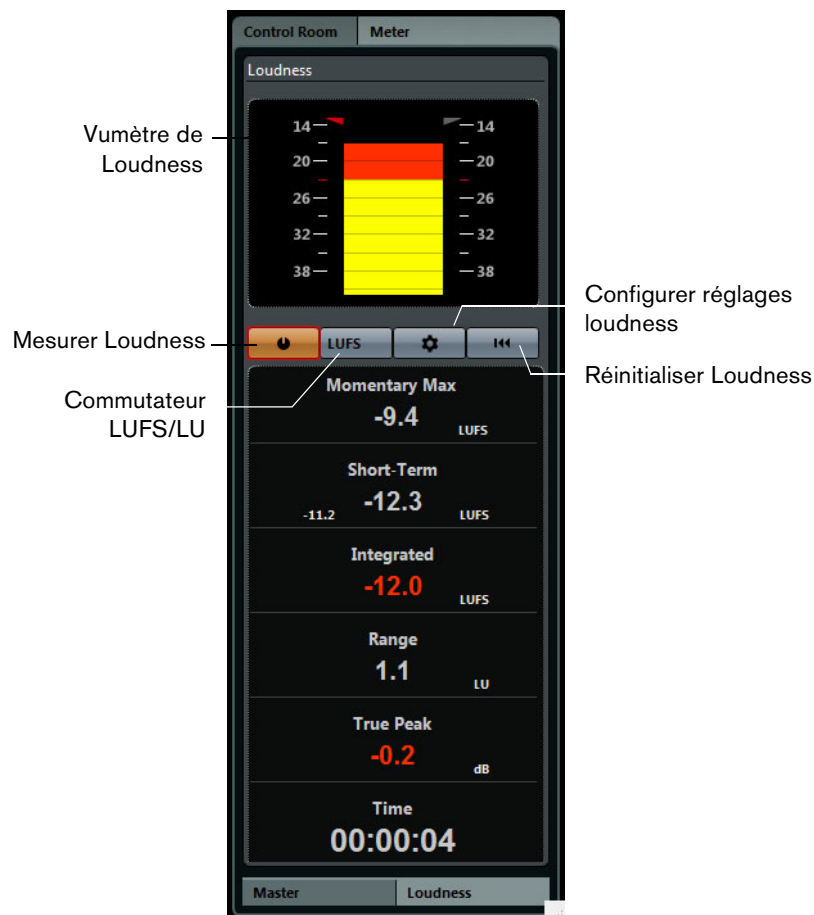 Control Room Meter
Loudness
Vumètre de
Loudness
14 14
20 20
26 26
32 32
38 38
Configurer réglages
loudness
Mesurer Loudness
LUFS
Réinitialiser Loudness
Commutateur
LUFS/LU
Momentary Max
-9.4 LUFS
Short-Term
-11.2 -12.3 LUFS
Integrated
-12.0 LUFS
Range
1.1 LU
True Peak
-0.2 dB
Time
00:00:04
Master Loudness